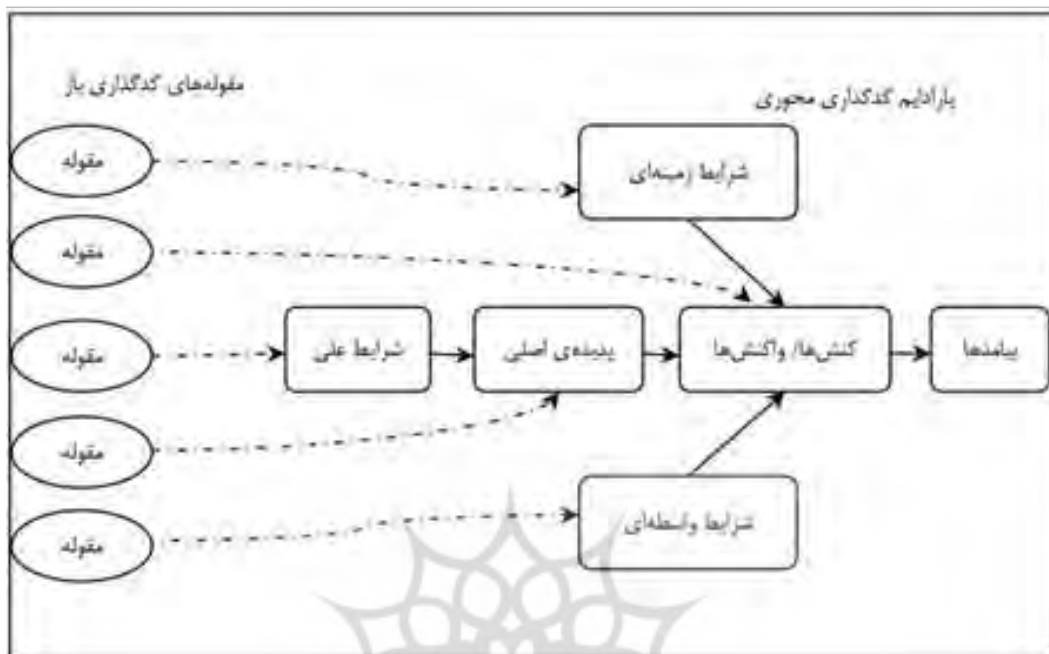 مقوله‌های کدگذاری باز
پارادایم کدگذاری محوری
مقوله
شرایط زمینه‌ای
مقوله
مقوله
شرایط علی
پدیده‌ی اصلی
کنش‌ها/ واکنش‌ها
پیامدها
مقوله
مقوله
شرایط واسطه‌ای